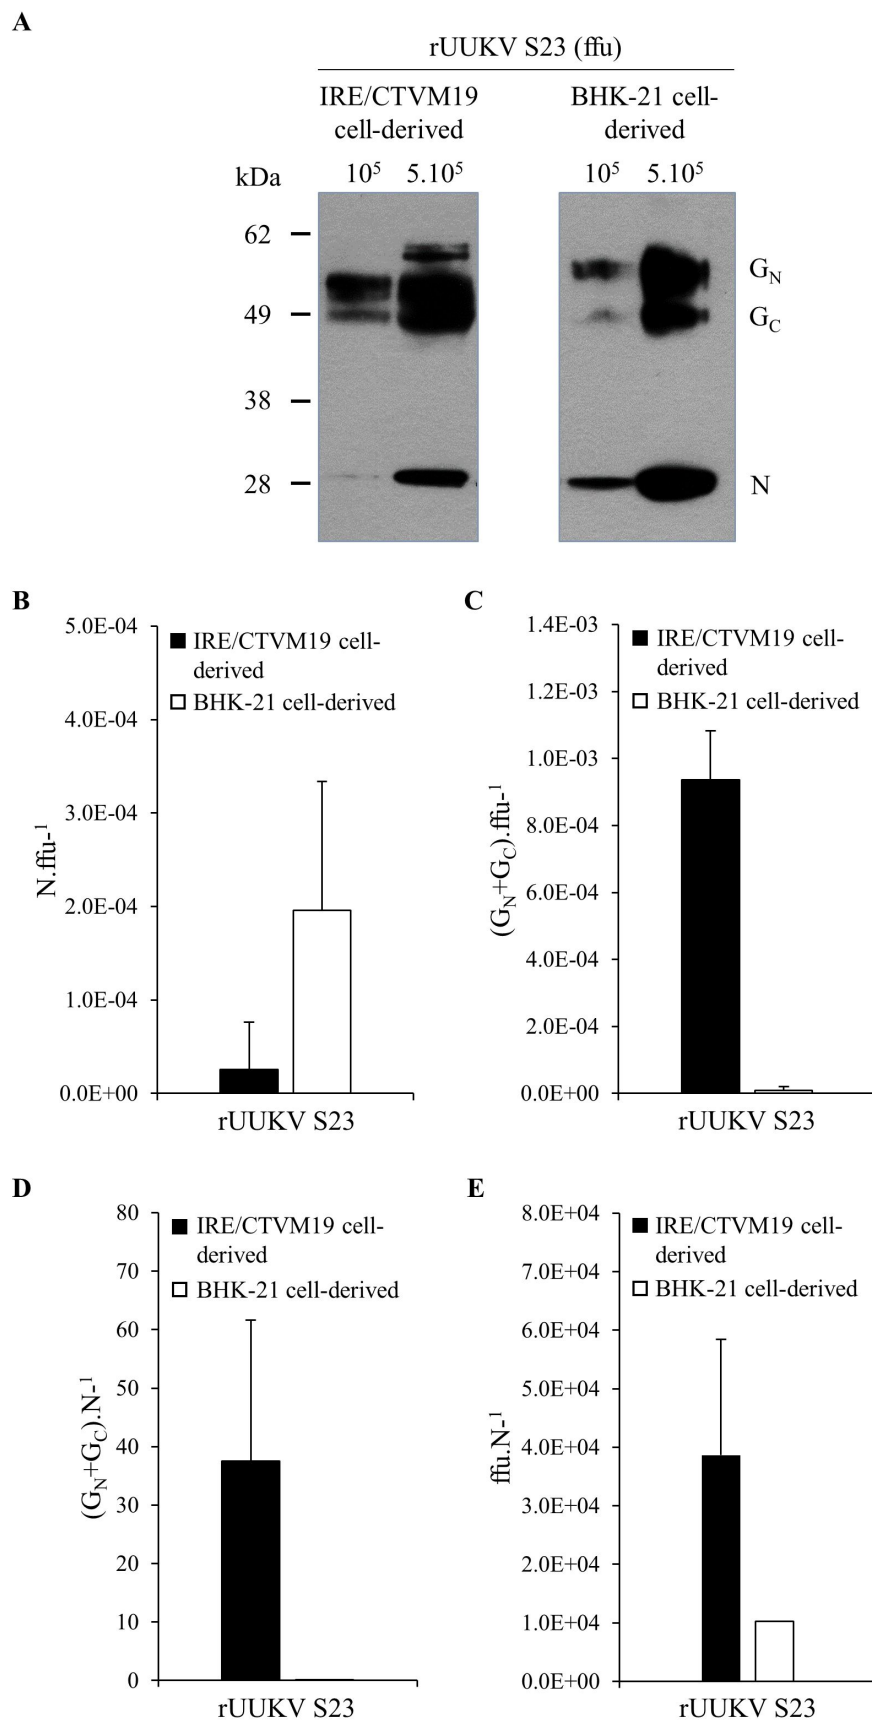 A
rUUKV S23 (ffu)
IRE/CTVM19
cell-derived
BHK-21 cell-
derived
kDa
10⁵ 5.10⁵
10⁵ 5.10⁵
62
49
38
28
G_N
G_C
N
B
5.0E-04
4.0E-04
3.0E-04
2.0E-04
1.0E-04
0.0E+00
N.ffu-¹
IRE/CTVM19 cell-
derived
BHK-21 cell-derived
rUUKV S23
C
1.4E-03
1.2E-03
1.0E-03
8.0E-04
6.0E-04
4.0E-04
2.0E-04
0.0E+00
(G_N+G_C).ffu-¹
IRE/CTVM19 cell-
derived
BHK-21 cell-derived
rUUKV S23
D
80
70
60
50
40
30
20
10
0
(G_N+G_C).N-¹
IRE/CTVM19 cell-
derived
BHK-21 cell-derived
rUUKV S23
E
8.0E+04
7.0E+04
6.0E+04
5.0E+04
4.0E+04
3.0E+04
2.0E+04
1.0E+04
0.0E+00
ffu.N-¹
IRE/CTVM19 cell-
derived
BHK-21 cell-derived
rUUKV S23